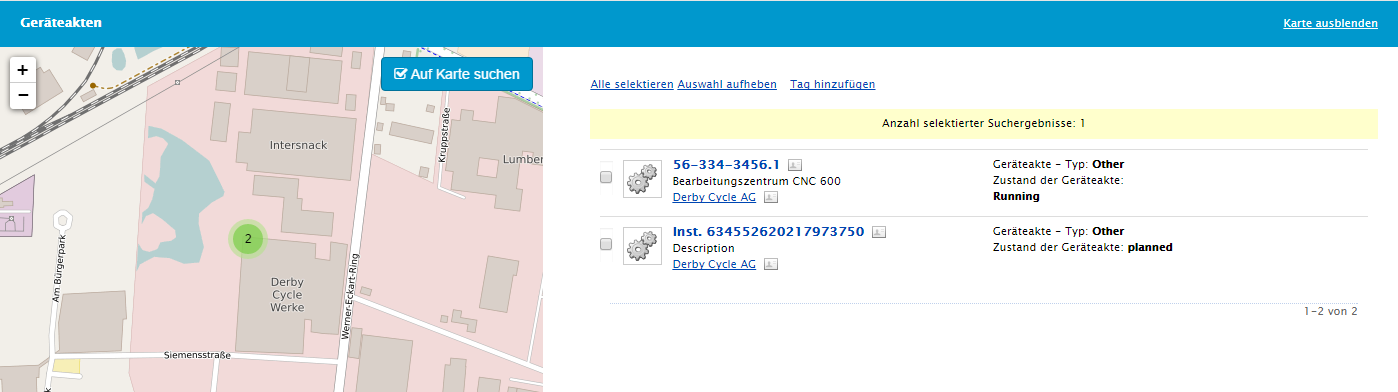 Geräteakten
Karte ausblenden
+
−
Auf Karte suchen
Intersnack
Kruppstraße
Lumber
2
Am Bürgerpark
Derby
Cycle
Werke
Werner-Eckart-Ring
Siemensstraße
Alle selektieren Auswahl aufheben Tag hinzufügen
Anzahl selektierter Suchergebnisse: 1
56-334-3456.1
Bearbeitungszentrum CNC 600
Derby Cycle AG
Geräteakte - Typ: Other
Zustand der Geräteakte:
Running
Inst. 634552620217973750
Description
Derby Cycle AG
Geräteakte - Typ: Other
Zustand der Geräteakte: planned
1-2 von 2